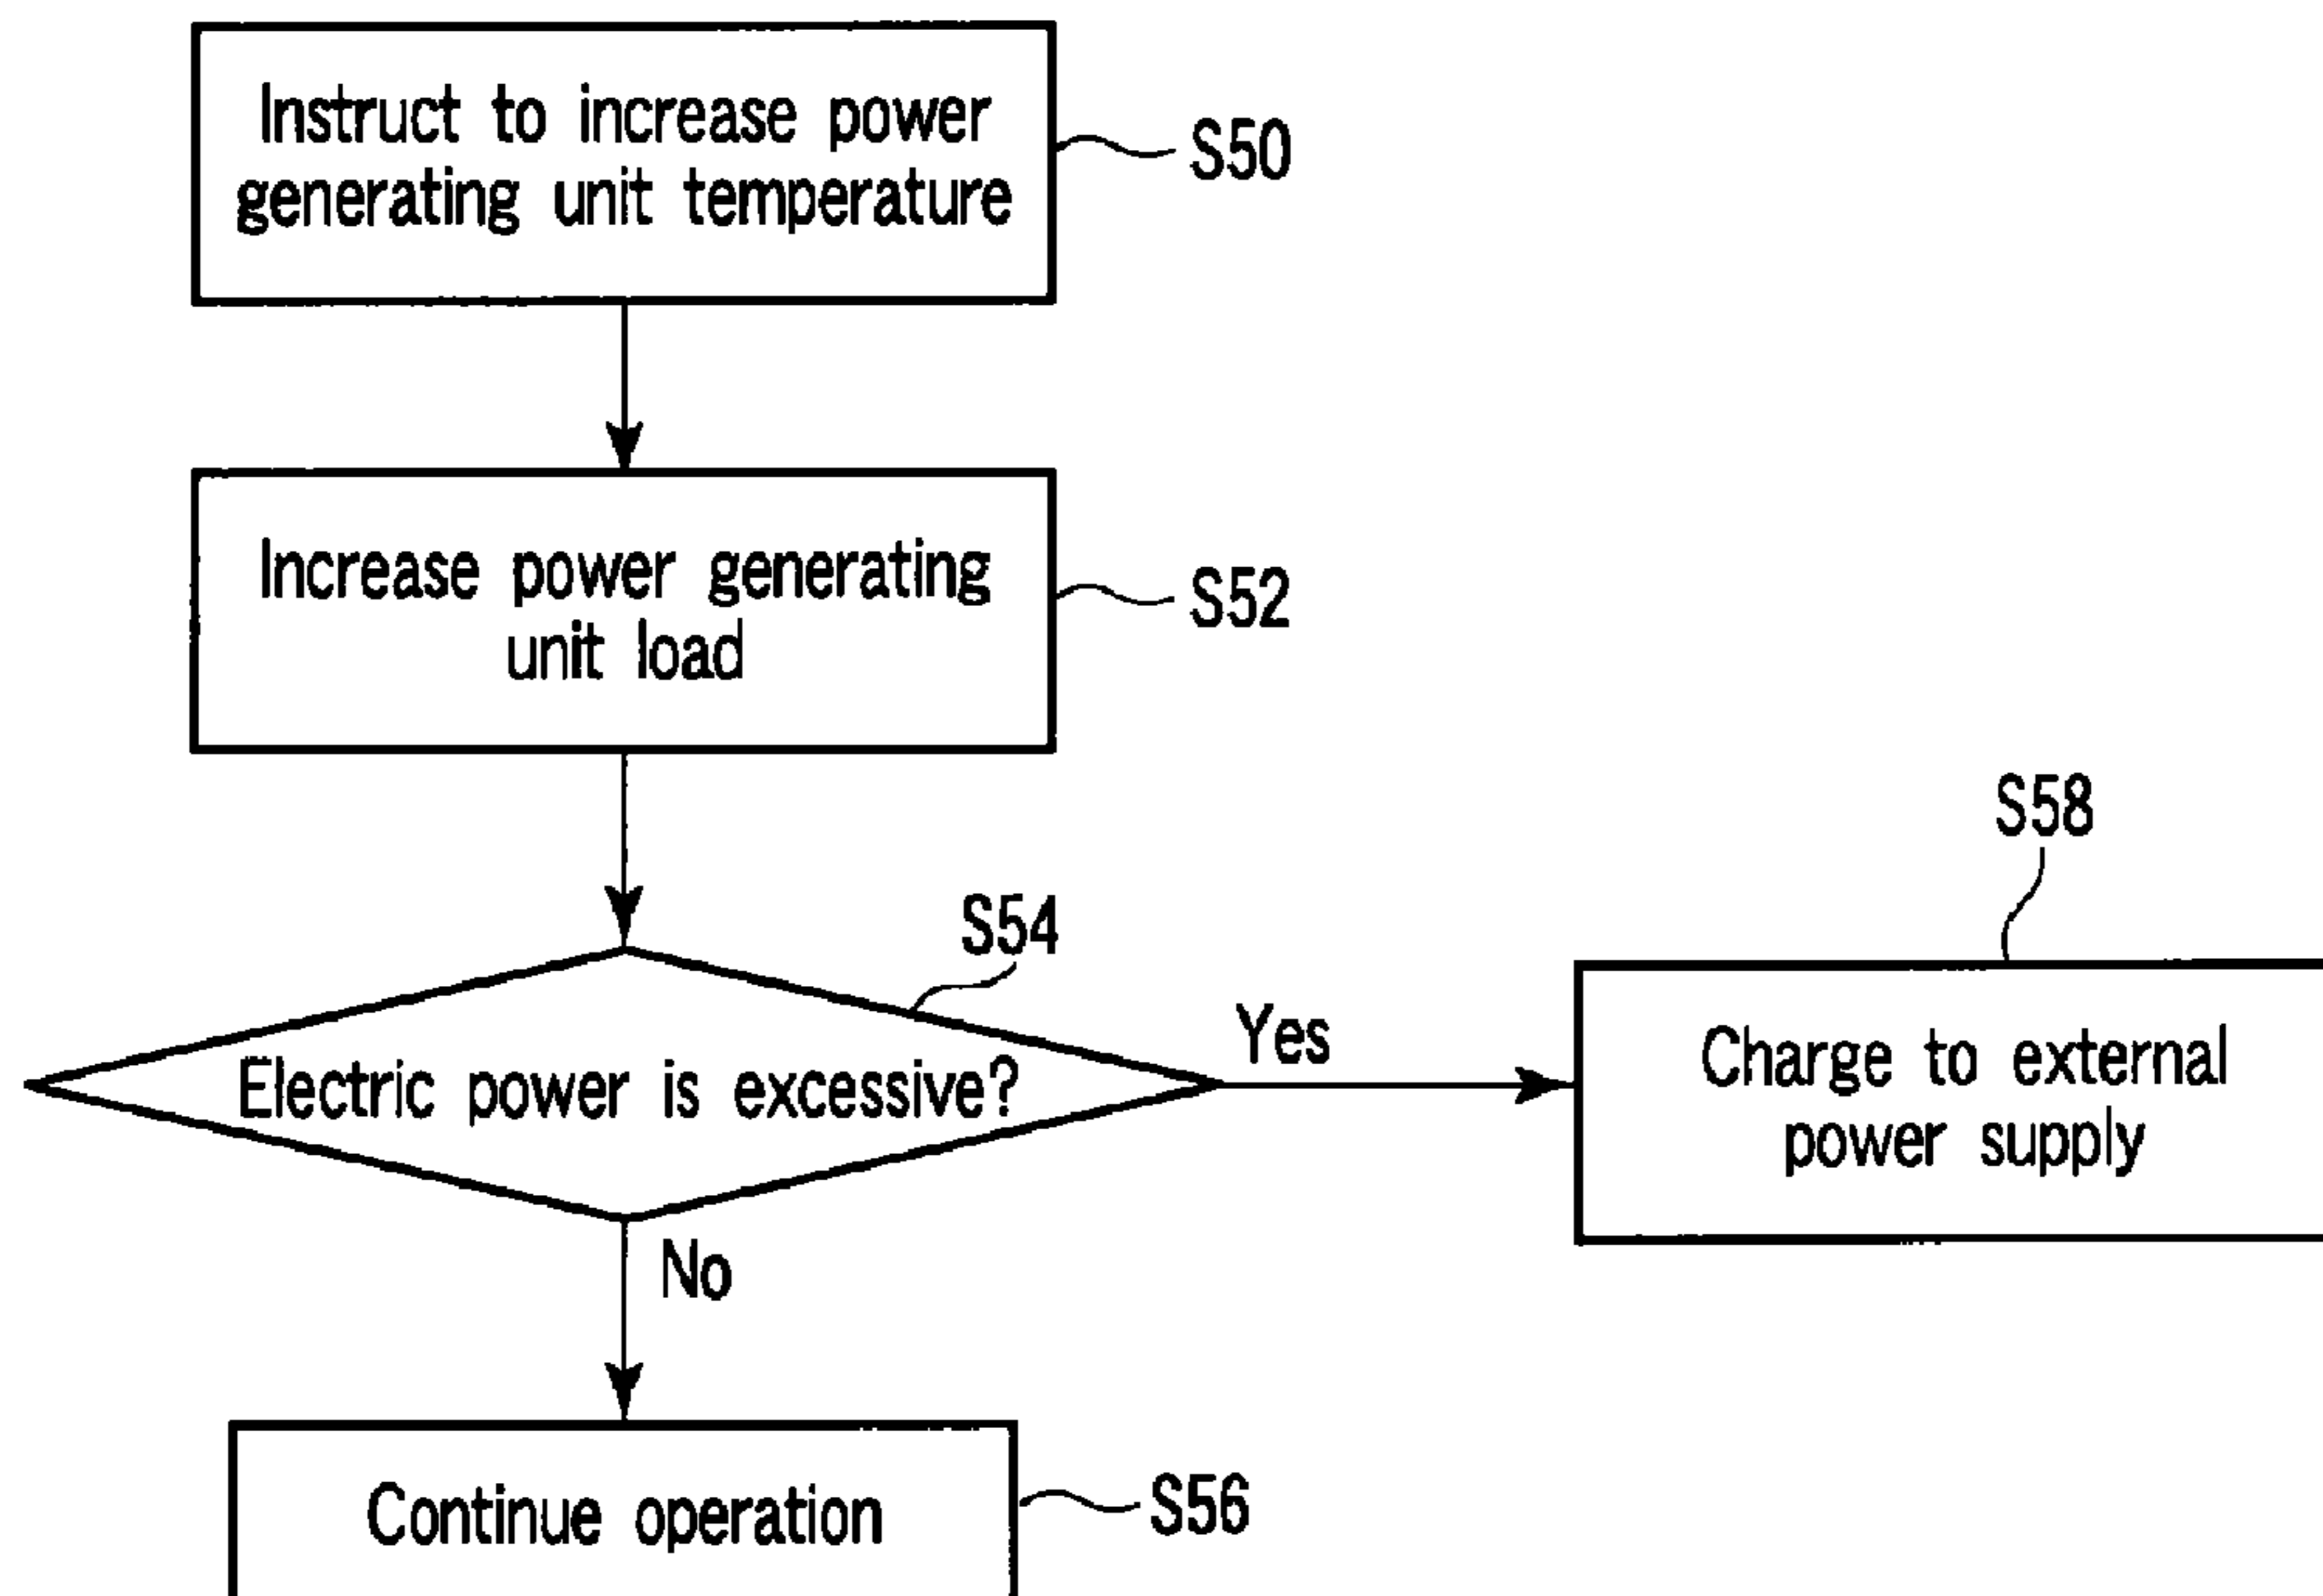 Instruct to increase power
generating unit temperature
S50
Increase power generating
unit load
S52
S58
S54
Yes
Electric power is excessive?
Charge to external
power supply
No
Continue operation
S56